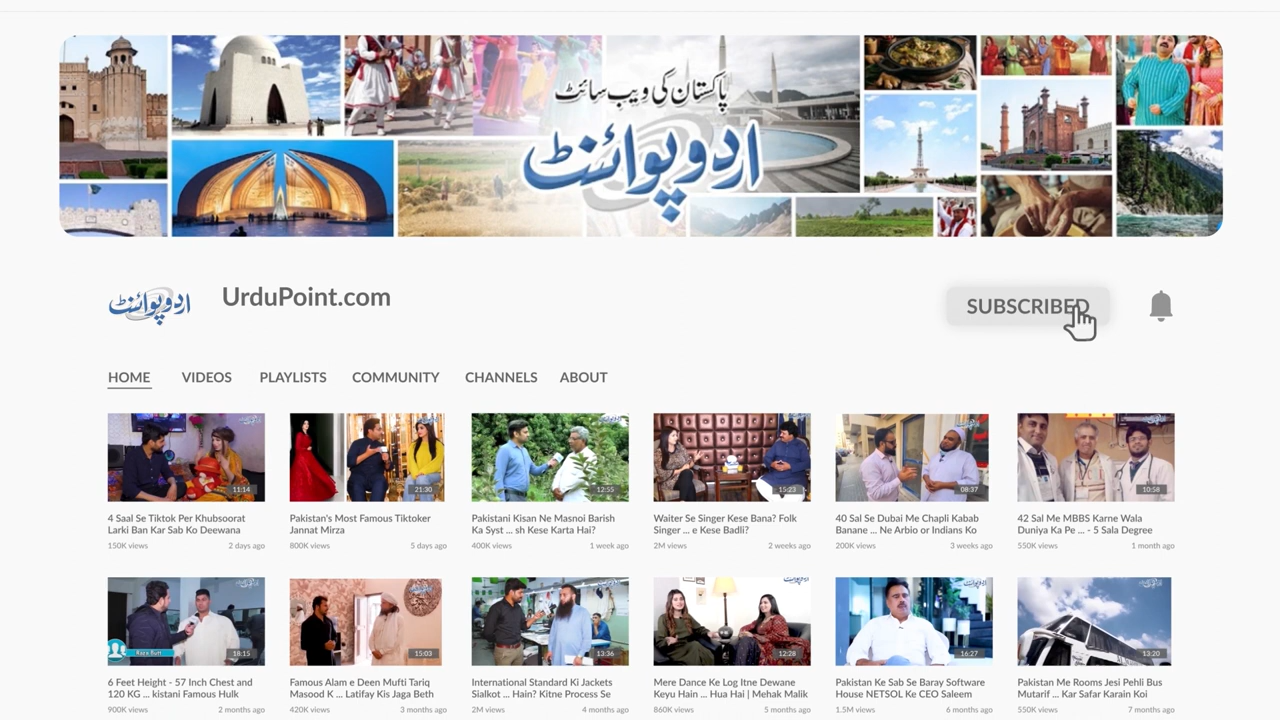 پاکستان کی ویب سائٹ
اردو پوائنٹ
اردو پوائنٹ
UrduPoint.com
SUBSCRIBED
HOME VIDEOS PLAYLISTS COMMUNITY CHANNELS ABOUT
11:14
21:30
12:55
15:23
08:37
10:58
4 Saal Se Tiktok Per Khubsoorat
Larki Ban Kar Sab Ko Deewana
150K views 2 days ago
Pakistan's Most Famous Tiktoker
Jannat Mirza
800K views 5 days ago
Pakistani Kisan Ne Masnoi Barish
Ka Syst ... sh Kese Karta Hai?
400K views 1 week ago
Waiter Se Singer Kese Bana? Folk
Singer ... e Kese Badli?
2M views 2 weeks ago
40 Sal Se Dubai Me Chapli Kabab
Banane ... Ne Arbio or Indians Ko
200K views 3 weeks ago
42 Sal Me MBBS Karne Wala
Duniya Ka Pe ... - 5 Sala Degree
550K views 1 month ago
Raza Butt
18:15
15:03
13:36
12:28
16:27
13:20
6 Feet Height - 57 Inch Chest and
120 KG ... kistani Famous Hulk
900K views 2 months ago
Famous Alam e Deen Mufti Tariq
Masood K ... Latifay Kis Jaga Beth
420K views 3 months ago
International Standard Ki Jackets
Sialkot ... Hain? Kitne Process Se
2M views 4 months ago
Mere Dance Ke Log Itne Dewane
Keyu Hain ... Hua Hai | Mehak Malik
860K views 5 months ago
Pakistan Ke Sab Se Baray Software
House NETSOL Ke CEO Saleem
1.5M views 6 months ago
Pakistan Me Rooms Jesi Pehli Bus
Mutarif ... Kar Safar Karain Koi
550K views 7 months ago